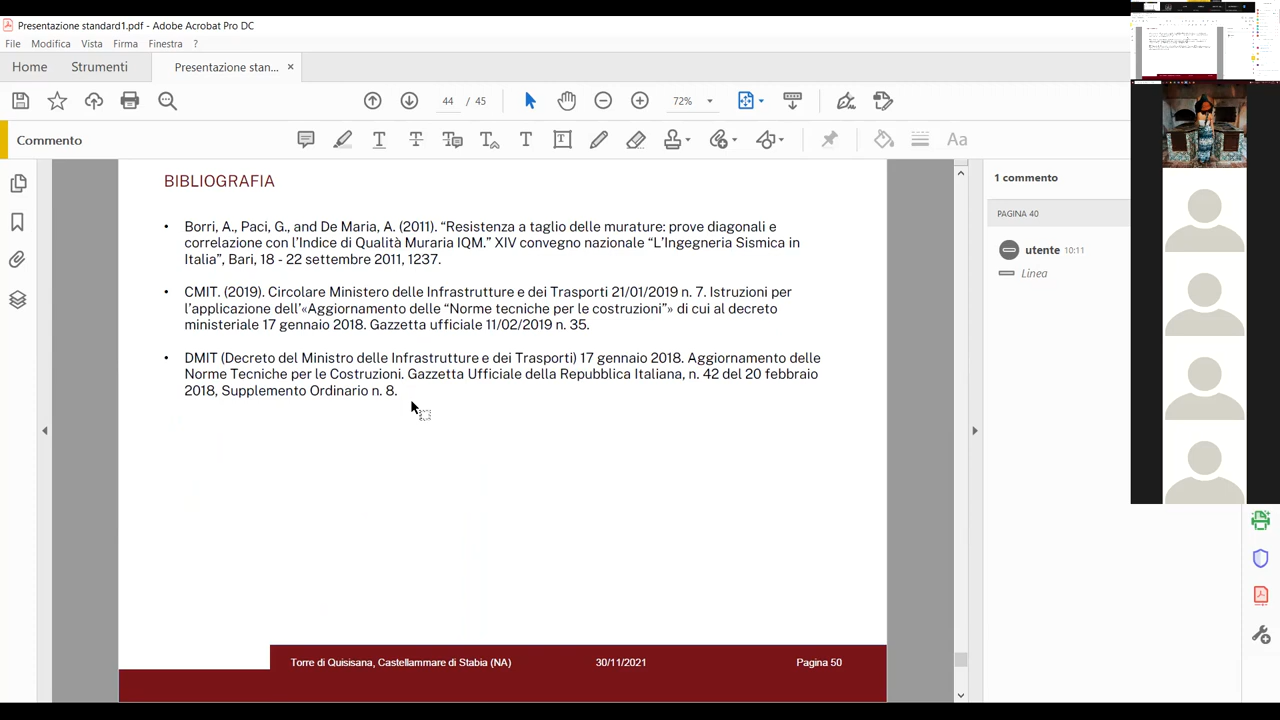 Presentazione standard1.pdf - Adobe Acrobat Pro DC
File Modifica Vista Firma Finestra ?
Strumenti Presentazione stan... ×
44 / 45 72%
Commento
Aa
BIBLIOGRAFIA
• Borri, A., Paci, G., and De Maria, A. (2011). “Resistenza a taglio delle murature: prove diagonali e
correlazione con l’Indice di Qualità Muraria IQM.” XIV convegno nazionale “L’Ingegneria Sismica in
Italia”, Bari, 18 - 22 settembre 2011, 1237.
• CMIT. (2019). Circolare Ministero delle Infrastrutture e dei Trasporti 21/01/2019 n. 7. Istruzioni per
l’applicazione dell’«Aggiornamento delle “Norme tecniche per le costruzioni”» di cui al decreto
ministeriale 17 gennaio 2018. Gazzetta ufficiale 11/02/2019 n. 35.
• DMIT (Decreto del Ministro delle Infrastrutture e dei Trasporti) 17 gennaio 2018. Aggiornamento delle
Norme Tecniche per le Costruzioni. Gazzetta Ufficiale della Repubblica Italiana, n. 42 del 20 febbraio
2018, Supplemento Ordinario n. 8.
Torre di Quisisana, Castellammare di Stabia (NA) 30/11/2021 Pagina 50
1 commento
PAGINA 40
utente 10:11
Linea